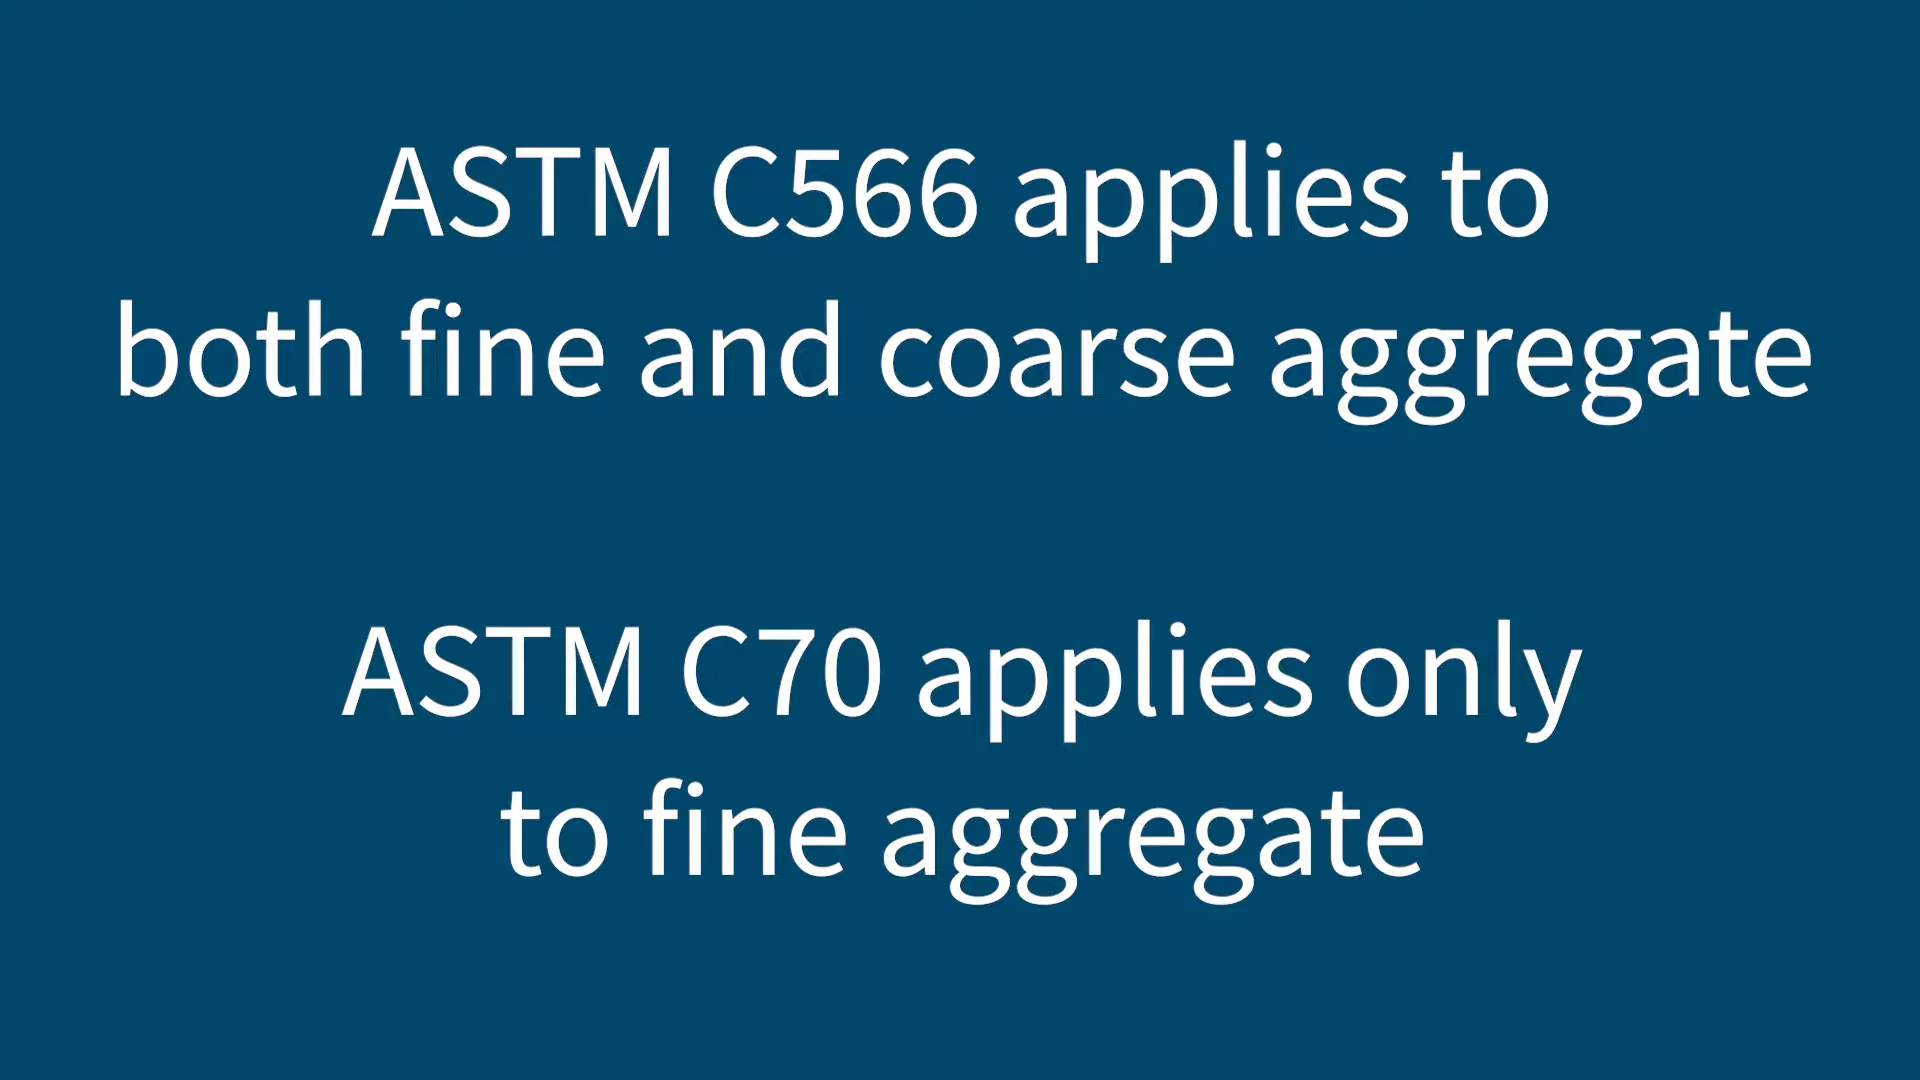 ASTM C566 applies to
both fine and coarse aggregate
ASTM C70 applies only
to fine aggregate